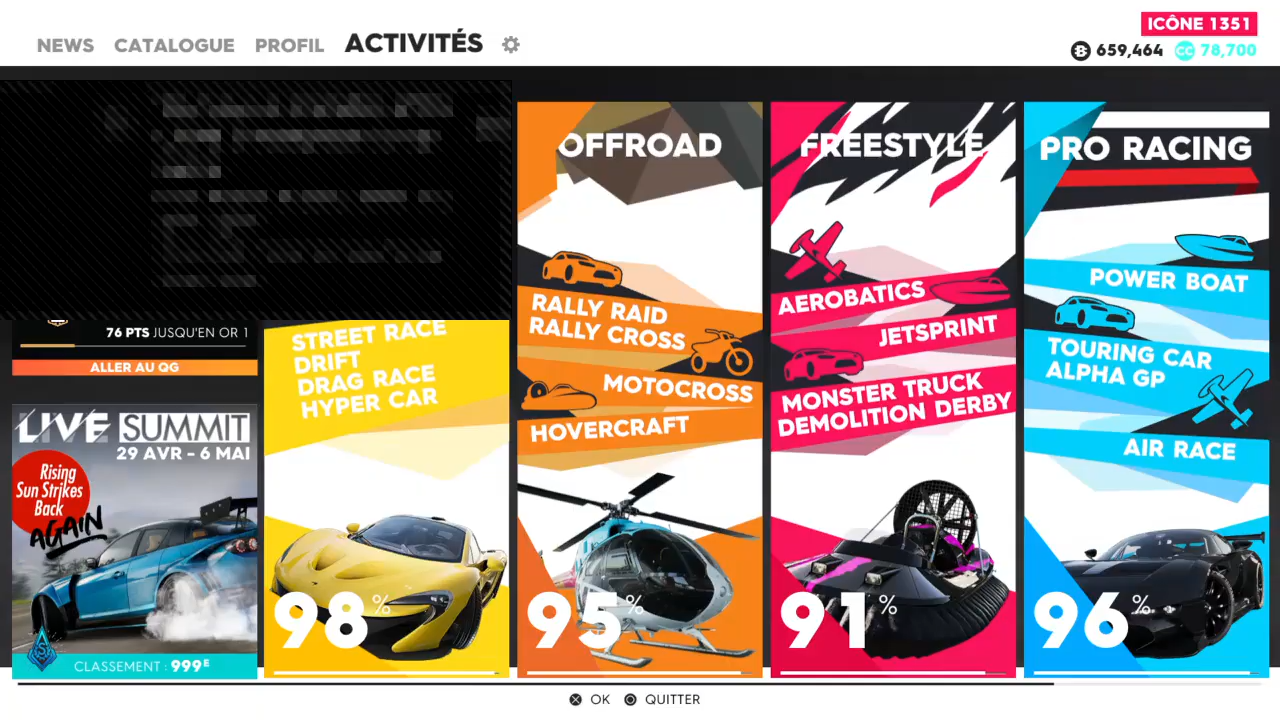 NEWS CATALOGUE PROFIL ACTIVITÉS
ICÔNE 1351
659,464 CC 78,700
76 PTS JUSQU'EN OR 1
ALLER AU QG
LIVE SUMMIT
29 AVR - 6 MAI
Rising
Sun Strikes
Back
AGAIN
CLASSEMENT : 999E
STREET RACE
DRIFT
DRAG RACE
HYPER CAR
98%
OFFROAD
RALLY RAID
RALLY CROSS
MOTOCROSS
HOVERCRAFT
95%
FREESTYLE
AEROBATICS
JETSPRINT
MONSTER TRUCK
DEMOLITION DERBY
91%
PRO RACING
POWER BOAT
TOURING CAR
ALPHA GP
AIR RACE
96%
OK QUITTER